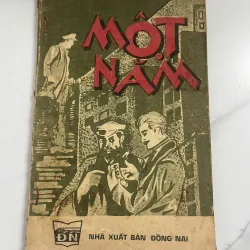 MỘT
NĂM
ĐN
NHÀ XUẤT BẢN ĐỒNG NAI